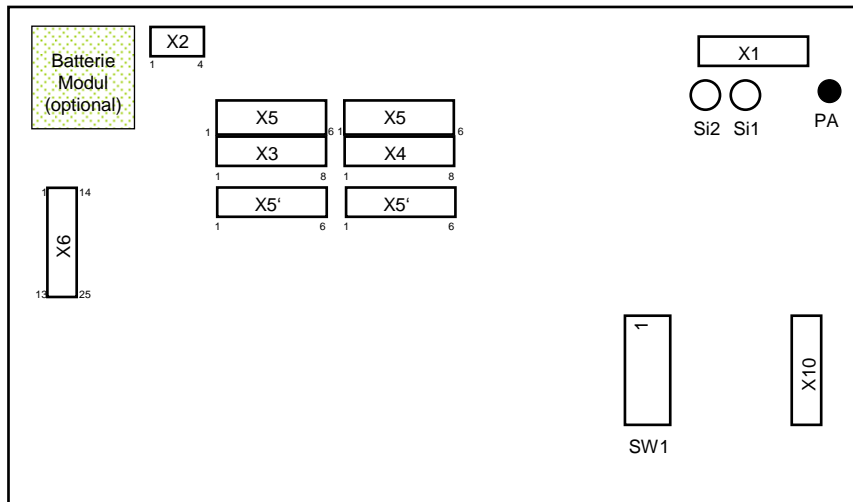 Batterie
Modul
(optional)
X2
1 4
X1
Si2 Si1
PA
X5 X5
1 6 1 6
X3 X4
1 8 1 8
X5‘ X5‘
1 6 1 6
1 14
X6
13 25
1
SW1
X10